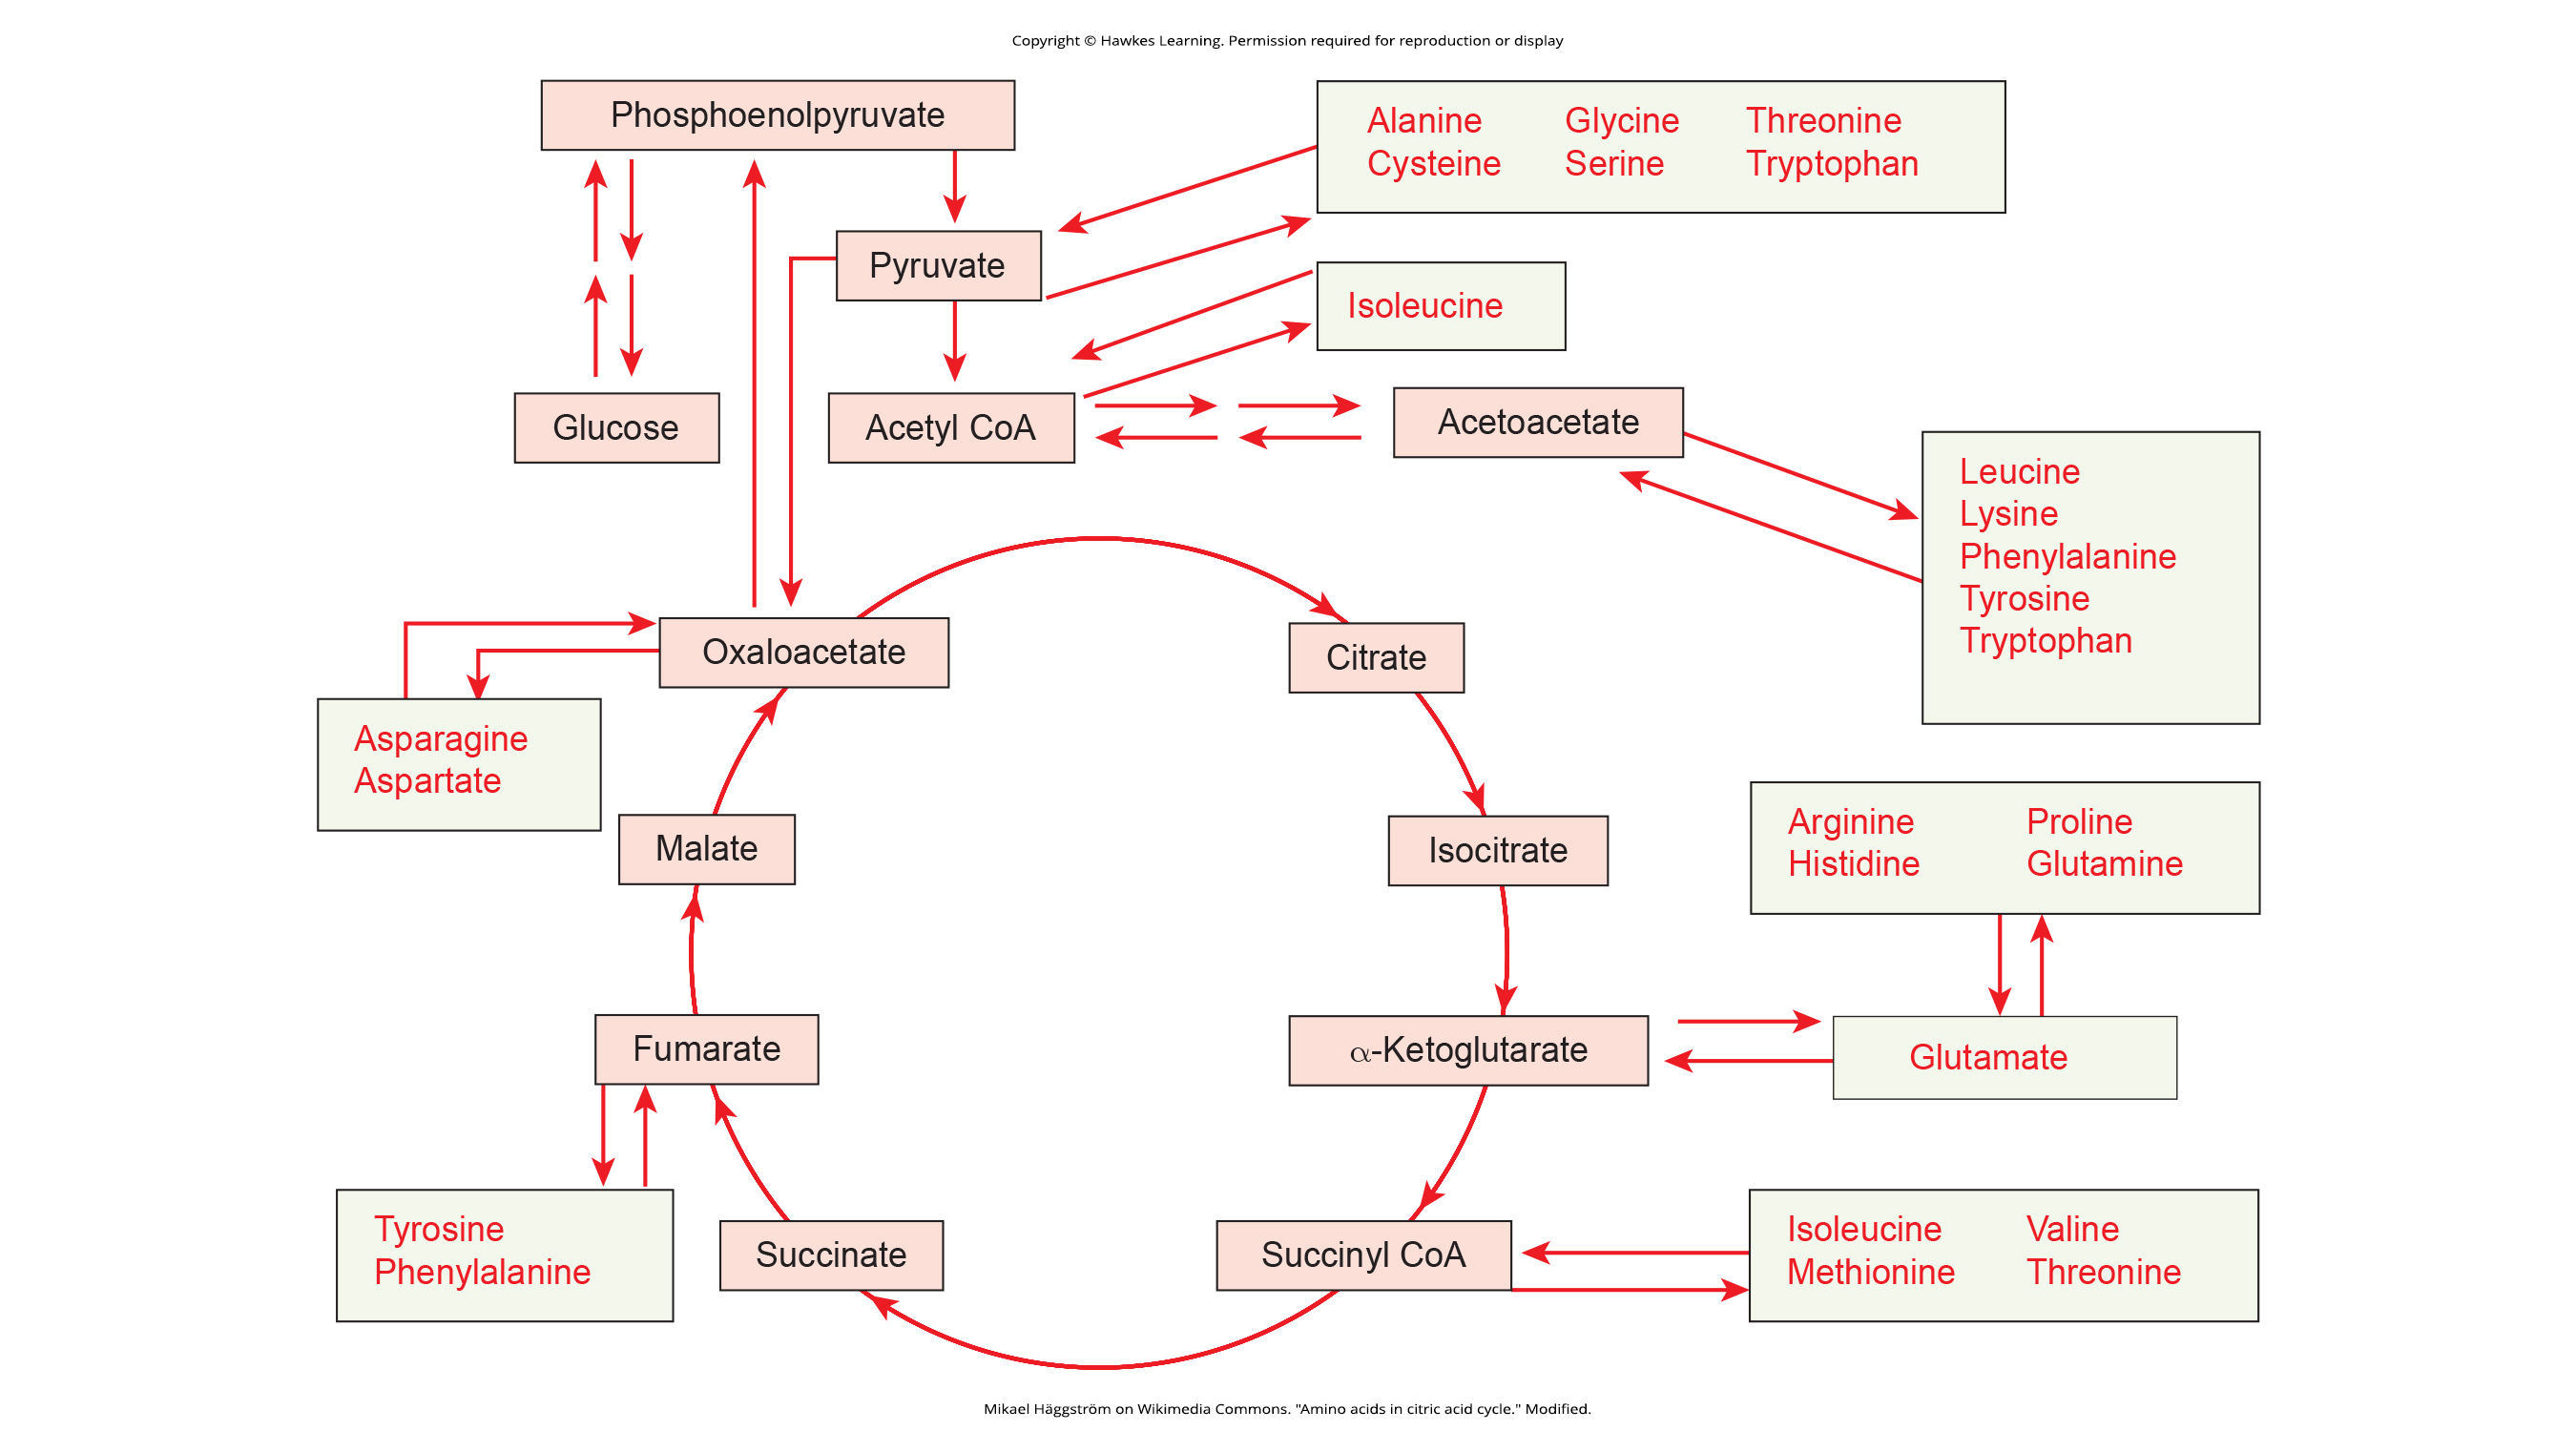 Copyright © Hawkes Learning. Permission required for reproduction or display
Phosphoenolpyruvate
Alanine Glycine Threonine
Cysteine Serine Tryptophan
Pyruvate
Isoleucine
Glucose
Acetyl CoA
Acetoacetate
Leucine
Lysine
Phenylalanine
Tyrosine
Tryptophan
Oxaloacetate
Citrate
Asparagine
Aspartate
Malate
Isocitrate
Arginine Proline
Histidine Glutamine
Fumarate
α-Ketoglutarate
Glutamate
Tyrosine
Phenylalanine
Succinate
Succinyl CoA
Isoleucine Valine
Methionine Threonine
Mikael Häggström on Wikimedia Commons. "Amino acids in citric acid cycle." Modified.